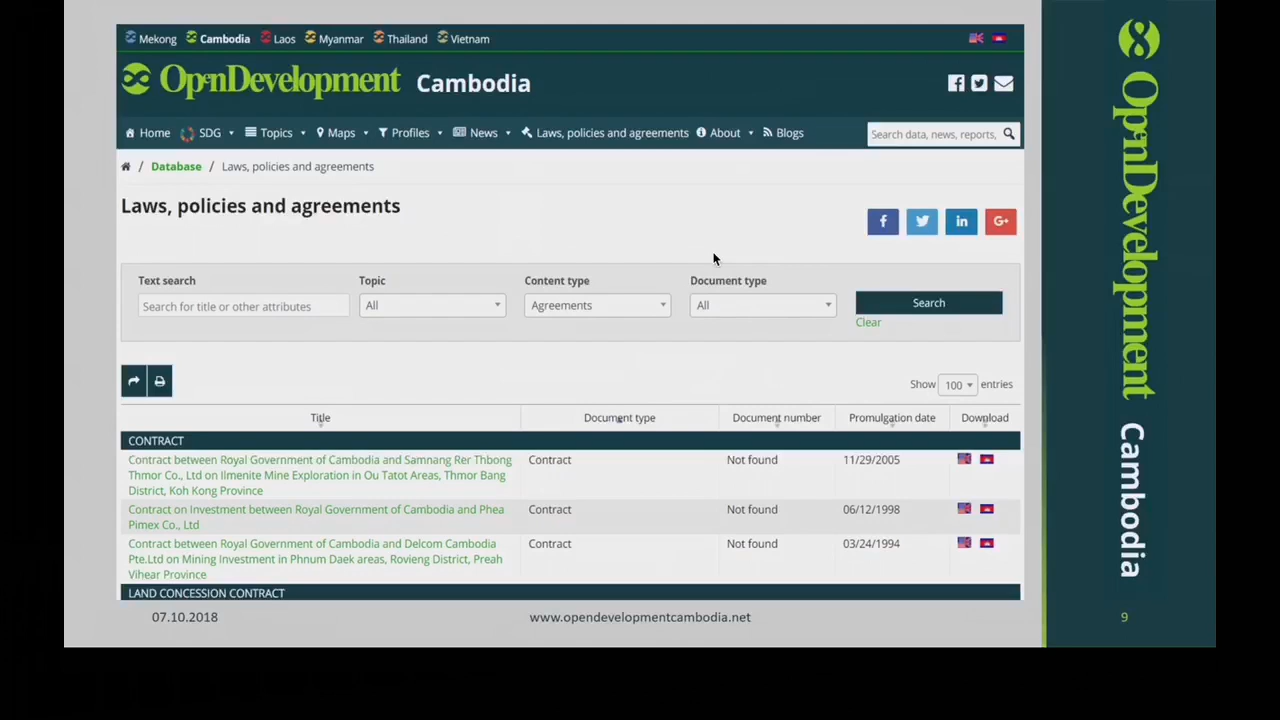 Mekong Cambodia Laos Myanmar Thailand Vietnam
OpenDevelopment Cambodia
Home SDG Topics Maps Profiles News Laws, policies and agreements About Blogs Search data, news, reports,
/ Database / Laws, policies and agreements
Laws, policies and agreements
f in G+
Text search Topic Content type Document type
Search for title or other attributes All Agreements All Search
Clear
Show 100 entries
Title Document type Document number Promulgation date Download
CONTRACT
Contract between Royal Government of Cambodia and Samnang Rer Thbong Contract Not found 11/29/2005
Thmor Co., Ltd on Ilmenite Mine Exploration in Ou Tatot Areas, Thmor Bang
District, Koh Kong Province
Contract on Investment between Royal Government of Cambodia and Phea Contract Not found 06/12/1998
Pimex Co., Ltd
Contract between Royal Government of Cambodia and Delcom Cambodia Contract Not found 03/24/1994
Pte.Ltd on Mining Investment in Phnum Daek areas, Rovieng District, Preah
Vihear Province
LAND CONCESSION CONTRACT
07.10.2018 www.opendevelopmentcambodia.net 9
OpenDevelopment Cambodia